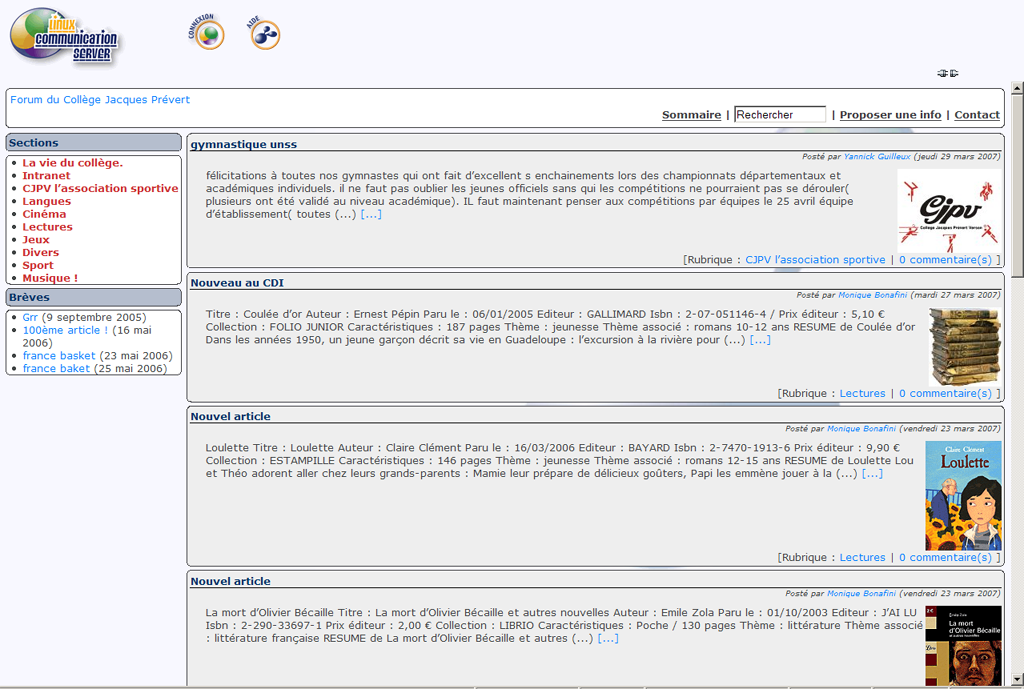 Linux
communication
SERVER
CONNEXION
AIDE
Forum du Collège Jacques Prévert
Sommaire | Rechercher | Proposer une info | Contact
Sections
La vie du collège.
Intranet
CJPV l’association sportive
Langues
Cinéma
Lectures
Jeux
Divers
Sport
Musique !
Brèves
Grr (9 septembre 2005)
100ème article ! (16 mai
2006)
france basket (23 mai 2006)
france baket (25 mai 2006)
gymnastique unss
Posté par Yannick Guilleux (jeudi 29 mars 2007)
félicitations à toutes nos gymnastes qui ont fait d’excellent s enchainements lors des championnats départementaux et
académiques individuels. il ne faut pas oublier les jeunes officiels sans qui les compétitions ne pourraient pas se dérouler(
plusieurs ont été validé au niveau académique). IL faut maintenant penser aux compétitions par équipes le 25 avril équipe
d’établissement( toutes (...) [...]
Cjpv
College Jacques Prévert Verson
[Rubrique : CJPV l’association sportive | 0 commentaire(s) ]
Nouveau au CDI
Posté par Monique Bonafini (mardi 27 mars 2007)
Titre : Coulée d’or Auteur : Ernest Pépin Paru le : 06/01/2005 Editeur : GALLIMARD Isbn : 2-07-051146-4 / Prix éditeur : 5,10 €
Collection : FOLIO JUNIOR Caractéristiques : 187 pages Thème : jeunesse Thème associé : romans 10-12 ans RESUME de Coulée d’or
Dans les années 1950, un jeune garçon décrit sa vie en Guadeloupe : l’excursion à la rivière pour (...) [...]
[Rubrique : Lectures | 0 commentaire(s) ]
Nouvel article
Posté par Monique Bonafini (vendredi 23 mars 2007)
Loulette Titre : Loulette Auteur : Claire Clément Paru le : 16/03/2006 Editeur : BAYARD Isbn : 2-7470-1913-6 Prix éditeur : 9,90 €
Collection : ESTAMPILLE Caractéristiques : 146 pages Thème : jeunesse Thème associé : romans 12-15 ans RESUME de Loulette Lou
et Théo adorent aller chez leurs grands-parents : Mamie leur prépare de délicieux goûters, Papi les emmène jouer à la (...) [...]
Claire Clément
Loulette
[Rubrique : Lectures | 0 commentaire(s) ]
Nouvel article
Posté par Monique Bonafini (vendredi 23 mars 2007)
La mort d’Olivier Bécaille Titre : La mort d’Olivier Bécaille et autres nouvelles Auteur : Emile Zola Paru le : 01/10/2003 Editeur : J’AI LU
Isbn : 2-290-33697-1 Prix éditeur : 2,00 € Collection : LIBRIO Caractéristiques : Poche / 130 pages Thème : littérature Thème associé
: littérature française RESUME de La mort d’Olivier Bécaille et autres (...) [...]
Émile Zola
La mort
d'Olivier Bécaille
et autres nouvelles